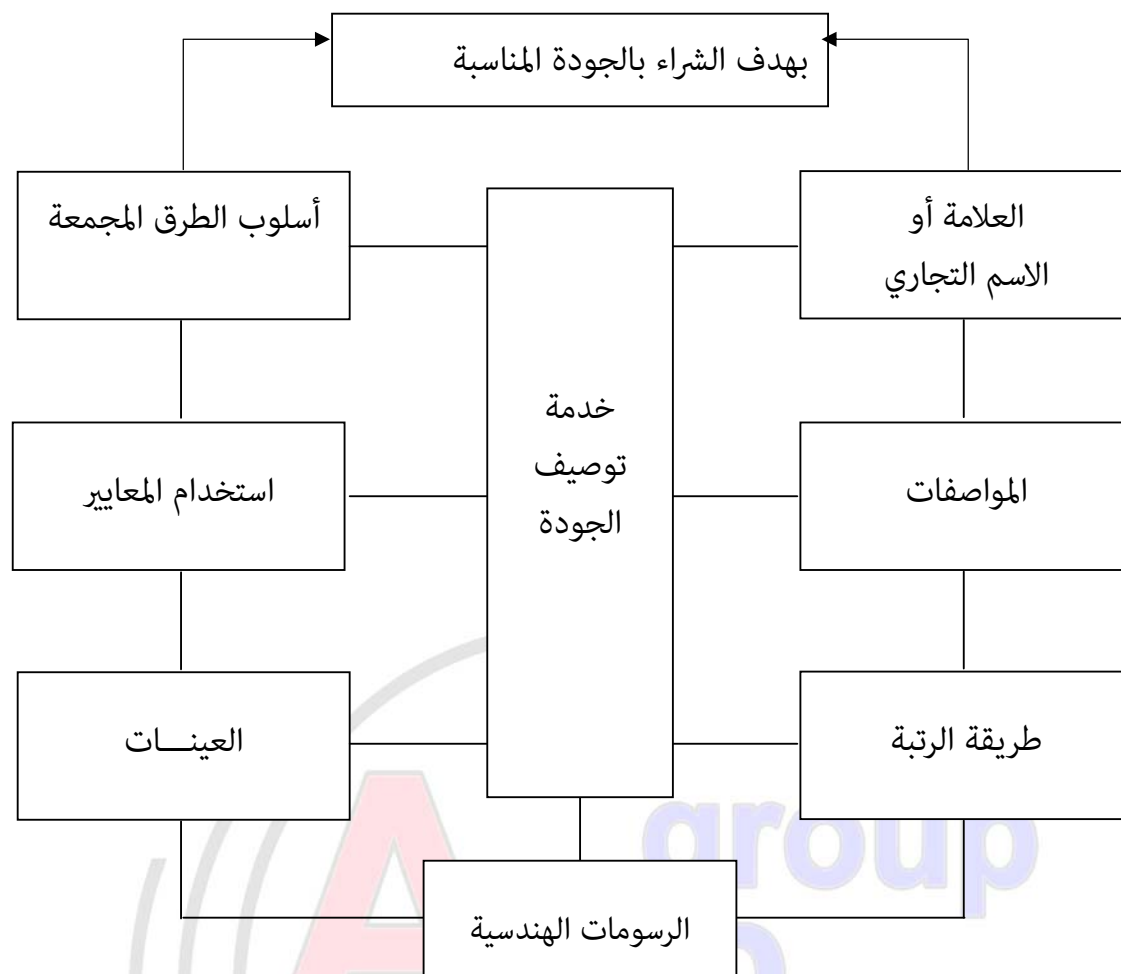 بهدف الشراء بالجودة المناسبة
العلامة أو
الاسم التجاري
أسلوب الطرق المجمعة
خدمة
توصيف
الجودة
المواصفات
استخدام المعايير
طريقة الرتبة
العينـــات
الرسومات الهندسية
A
group